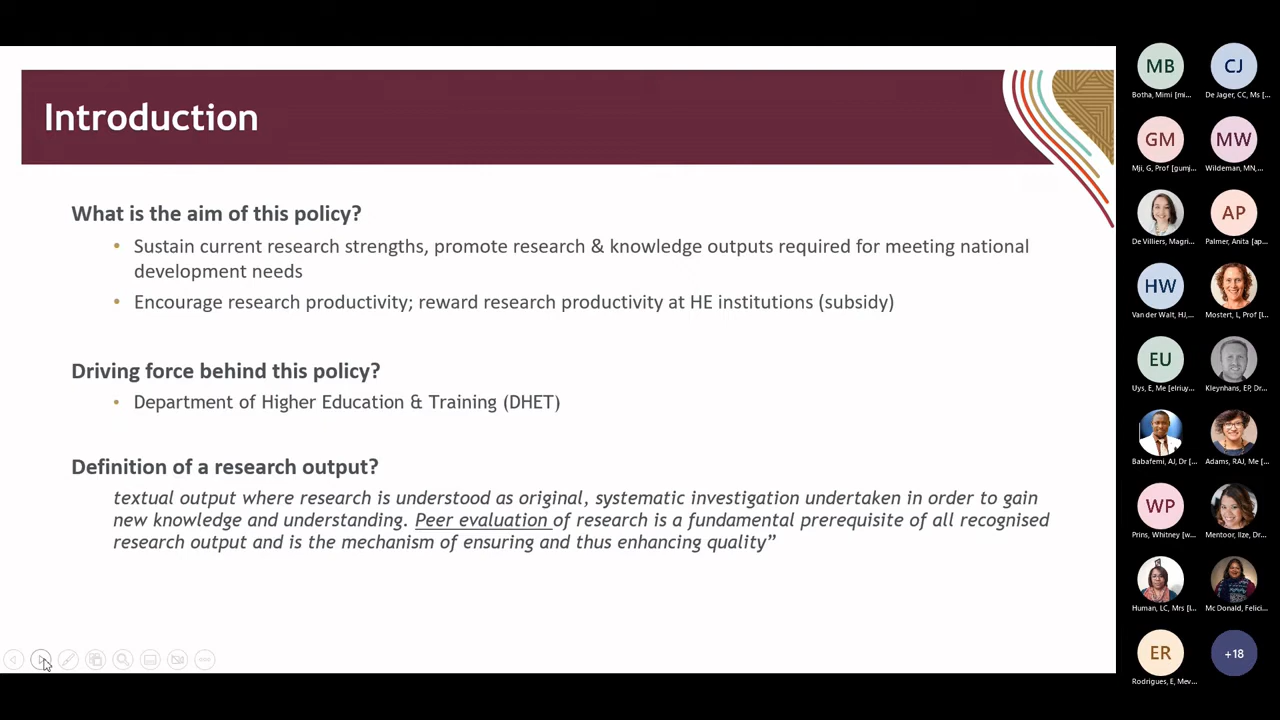 Introduction
What is the aim of this policy?
• Sustain current research strengths, promote research & knowledge outputs required for meeting national
development needs
• Encourage research productivity; reward research productivity at HE institutions (subsidy)
Driving force behind this policy?
• Department of Higher Education & Training (DHET)
Definition of a research output?
textual output where research is understood as original, systematic investigation undertaken in order to gain
new knowledge and understanding. Peer evaluation of research is a fundamental prerequisite of all recognised
research output and is the mechanism of ensuring and thus enhancing quality”
MB CJ
Botha, Mimi [mi... De Jager, CC, Ms [...
GM MW
Mji, G, Prof [gumj... Wildeman, MN,...
AP
De Villiers, Magri... Palmer, Anita [ap...
HW
Van der Walt, HJ,... Mostert, L, Prof [l...
EU
Uys, E, Me [elriuy... Kleynhans, EP, Dr...
Babafemi, AJ, Dr [... Adams, RAJ, Me [...
WP
Prins, Whitney [w... Mentoor, Ilze, Dr...
Human, LC, Mrs [l... Mc Donald, Felici...
ER +18
Rodrigues, E, Mev...